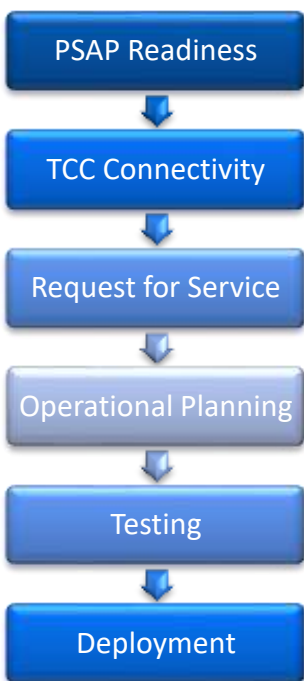 PSAP Readiness
TCC Connectivity
Request for Service
Operational Planning
Testing
Deployment